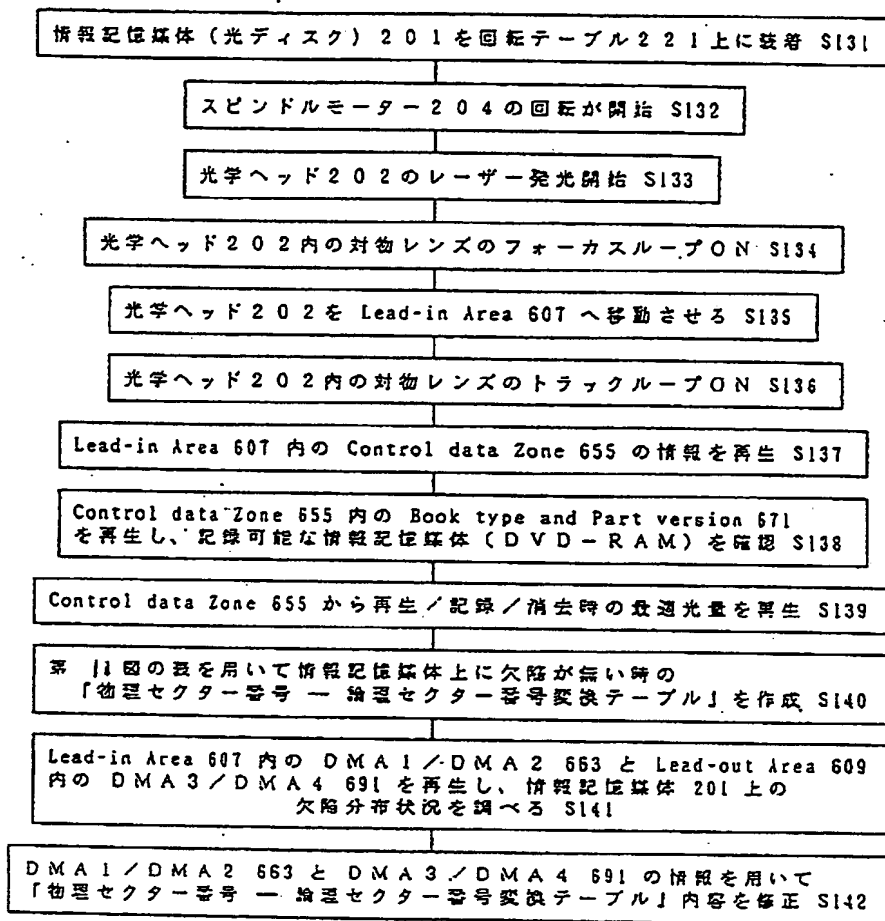 情報記憶媒体(光ディスク)201を回転テーブル221上に装着 S131
スピンドルモーター204の回転が開始 S132
光学ヘッド202のレーザー発光開始 S133
光学ヘッド202内の対物レンズのフォーカスループON S134
光学ヘッド202を Lead-in Area 607 へ移動させる S135
光学ヘッド202内の対物レンズのトラックループON S136
Lead-in Area 607 内の Control data Zone 655 の情報を再生 S137
Control data Zone 655 内の Book type and Part version 671
を再生し、記録可能な情報記憶媒体(DVD-RAM)を確認 S138
Control data Zone 655 から再生/記録/消去時の最適光量を再生 S139
第 11図の表を用いて情報記憶媒体上に欠陥が無い時の
『物理セクター番号 ― 論理セクター番号変換テーブル』を作成 S140
Lead-in Area 607 内の DMA1/DMA2 663 と Lead-out Area 609
内の DMA3/DMA4 691 を再生し、情報記憶媒体 201 上の
欠陥分布状況を調べる S141
DMA1/DMA2 663 と DMA3/DMA4 691 の情報を用いて
『物理セクター番号 ― 論理セクター番号変換テーブル』内容を修正 S142